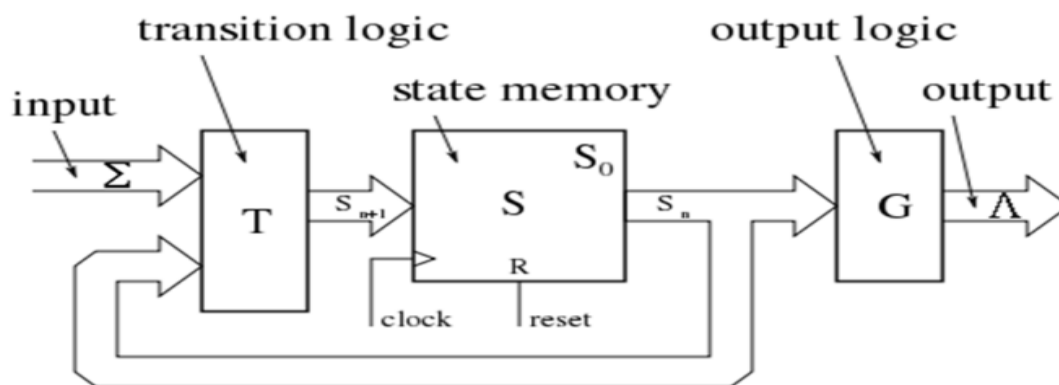 transition logic
output logic
input
state memory
output
Σ
T
Sn+1
S
S0
Sn
G
Λ
R
clock
reset